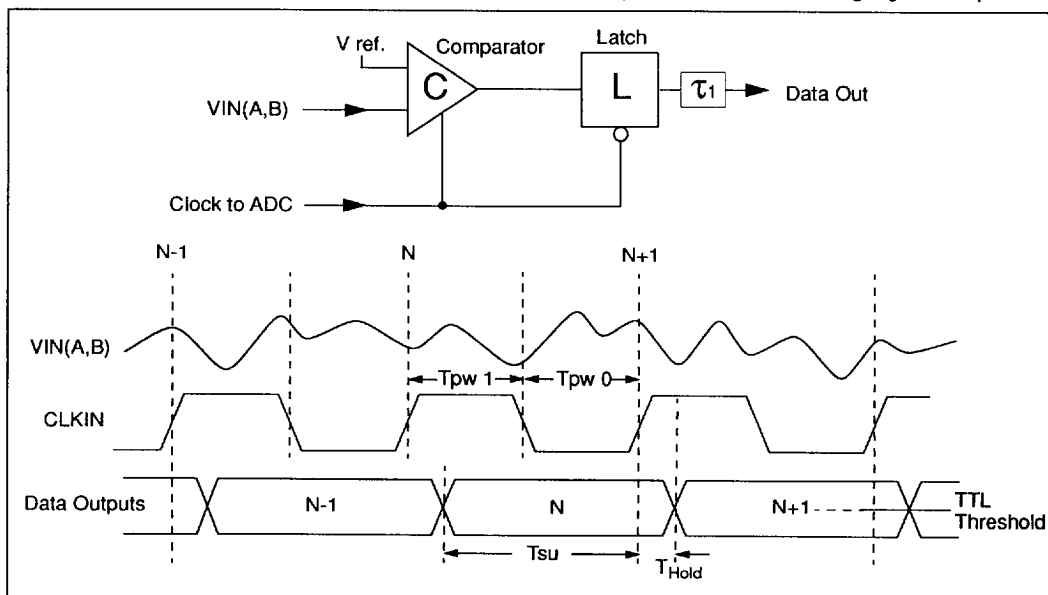 V ref.
Comparator
Latch
C
L
τ1
Data Out
VIN(A,B)
Clock to ADC
N-1
N
N+1
VIN(A,B)
Tpw 1
Tpw 0
CLKIN
Data Outputs
N-1
N
N+1
TTL
Threshold
Tsu
THold